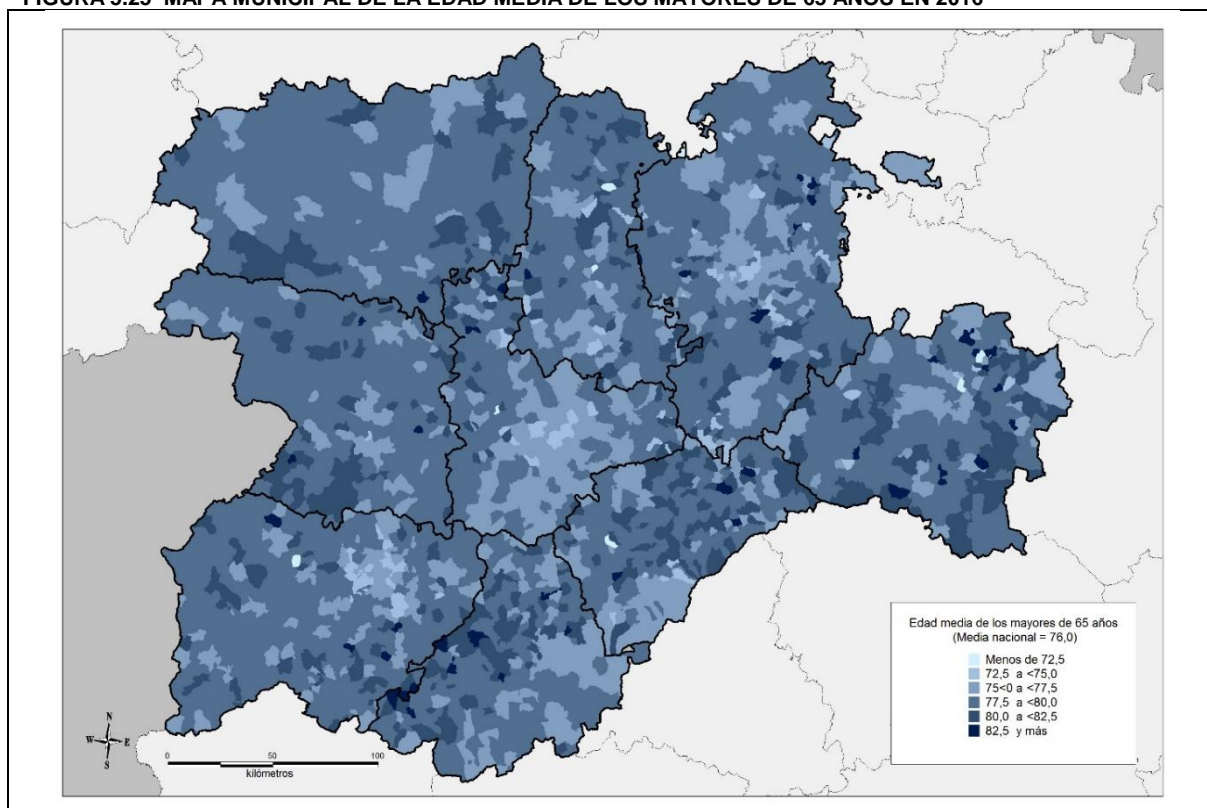 FIGURA 3.23 MAPA MUNICIPAL DE LA EDAD MEDIA DE LOS MAYORES DE 65 AÑOS EN 2016
Edad media de los mayores de 65 años
(Media nacional = 76,0)
Menos de 72,5
72,5 a <75,0
75<0 a <77,5
77,5 a <80,0
80,0 a <82,5
82,5 y más
N
W E
S
0 50 100
kilómetros